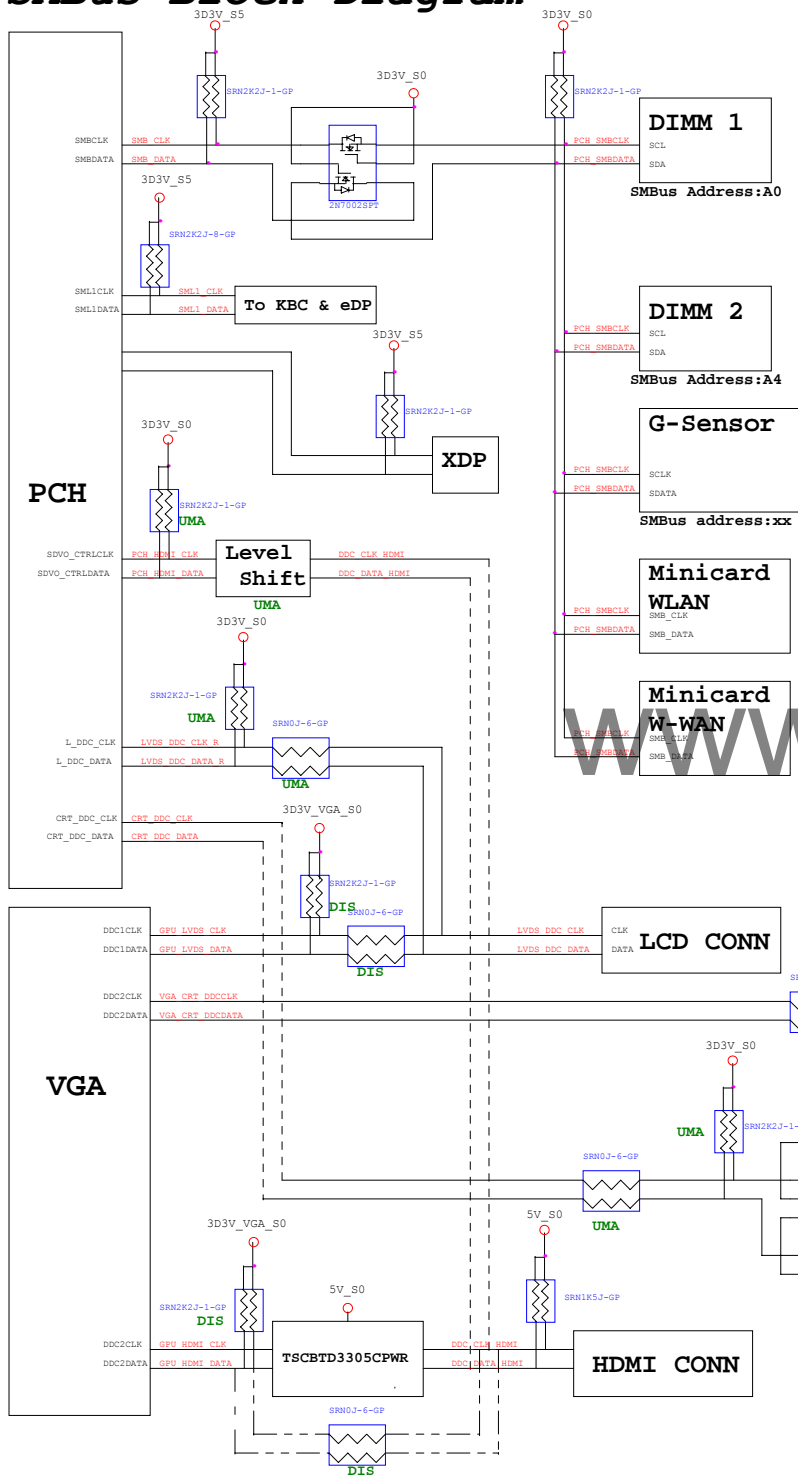 SMBus Block Diagram
3D3V_S5
3D3V_S0
SRN2K2J-1-GP
3D3V_S0
SRN2K2J-1-GP
DIMM 1
SMBCLK
SMB_CLK
PCH_SMBCLK
SCL
SMBDATA
SMB_DATA
PCH_SMBDATA
SDA
3D3V_S5
2N7002SPT
SMBus Address:A0
SRN2K2J-8-GP
SML1CLK
SML1_CLK
To KBC & eDP
SML1DATA
SML1_DATA
DIMM 2
3D3V_S5
PCH_SMBCLK
SCL
PCH_SMBDATA
SDA
SMBus Address:A4
SRN2K2J-1-GP
G-Sensor
3D3V_S0
XDP
PCH_SMBCLK
SCLK
PCH_SMBDATA
SDATA
PCH
SRN2K2J-1-GP
UMA
SMBus address:xx
SDVO_CTRLCLK
PCH_HDMI_CLK
Level
Shift
DDC_CLK_HDMI
SDVO_CTRLDATA
PCH_HDMI_DATA
DDC_DATA_HDMI
UMA
Minicard
WLAN
PCH_SMBCLK
SMB_CLK
PCH_SMBDATA
SMB_DATA
3D3V_S0
SRN2K2J-1-GP
UMA
SRN0J-6-GP
Minicard
W-WAN
PCH_SMBCLK
SMB_CLK
PCH_SMBDATA
SMB_DATA
WWW
L_DDC_CLK
LVDS_DDC_CLK_R
L_DDC_DATA
LVDS_DDC_DATA_R
UMA
3D3V_VGA_S0
CRT_DDC_CLK
CRT_DDC_CLK
CRT_DDC_DATA
CRT_DDC_DATA
SRN2K2J-1-GP
DIS
SRN0J-6-GP
DDC1CLK
GPU_LVDS_CLK
LVDS_DDC_CLK
CLK
DDC1DATA
GPU_LVDS_DATA
LVDS_DDC_DATA
DATA
LCD CONN
DIS
DDC2CLK
VGA_CRT_DDCCLK
DDC2DATA
VGA_CRT_DDCDATA
VGA
3D3V_S0
UMA
SRN2K2J-1-
SRN0J-6-GP
UMA
3D3V_VGA_S0
5V_S0
5V_S0
SRN2K2J-1-GP
DIS
SRN1K5J-GP
DDC2CLK
GPU_HDMI_CLK
TSCBTD3305CPWR
DDC_CLK_HDMI
DDC2DATA
GPU_HDMI_DATA
DDC_DATA_HDMI
HDMI CONN
SRN0J-6-GP
DIS